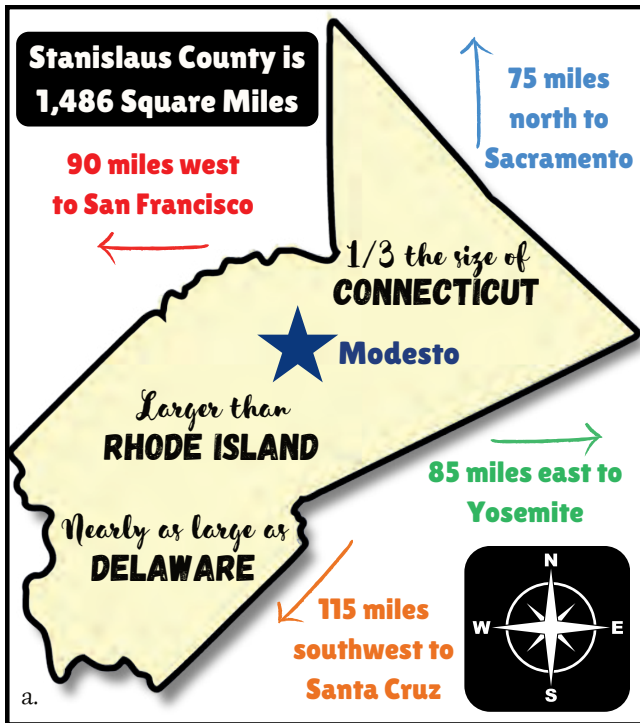 Stanislaus County is
1,486 Square Miles
75 miles
north to
Sacramento
90 miles west
to San Francisco
1/3 the size of
CONNECTICUT
Modesto
Larger than
RHODE ISLAND
85 miles east to
Yosemite
Nearly as large as
DELAWARE
115 miles
southwest to
Santa Cruz
N
W
E
S
a.